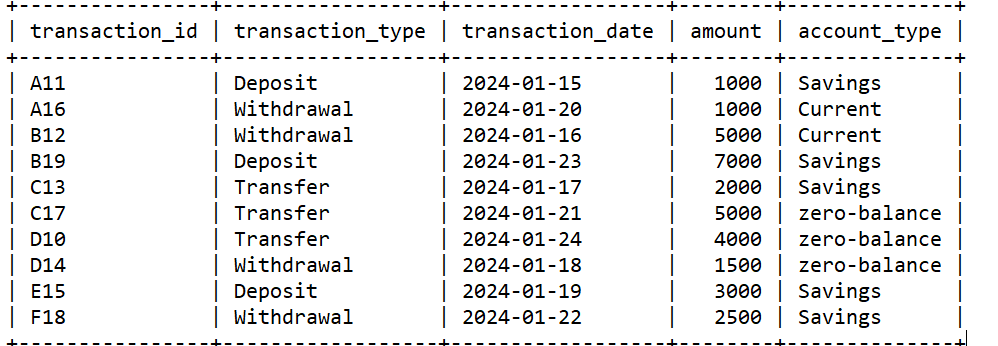 +----------------+------------------+------------------+--------+--------------+
| transaction_id | transaction_type | transaction_date | amount | account_type |
+----------------+------------------+------------------+--------+--------------+
| A11            | Deposit          | 2024-01-15       |   1000 | Savings      |
| A16            | Withdrawal       | 2024-01-20       |   1000 | Current      |
| B12            | Withdrawal       | 2024-01-16       |   5000 | Current      |
| B19            | Deposit          | 2024-01-23       |   7000 | Savings      |
| C13            | Transfer         | 2024-01-17       |   2000 | Savings      |
| C17            | Transfer         | 2024-01-21       |   5000 | zero-balance |
| D10            | Transfer         | 2024-01-24       |   4000 | zero-balance |
| D14            | Withdrawal       | 2024-01-18       |   1500 | zero-balance |
| E15            | Deposit          | 2024-01-19       |   3000 | Savings      |
| F18            | Withdrawal       | 2024-01-22       |   2500 | Savings      |
+----------------+------------------+------------------+--------+--------------+